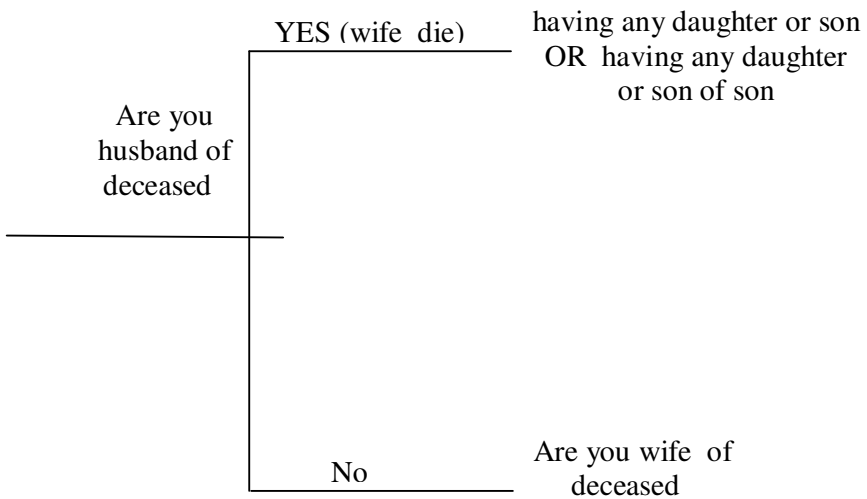 YES (wife die)
having any daughter or son
OR having any daughter
or son of son
Are you
husband of
deceased
No
Are you wife of
deceased